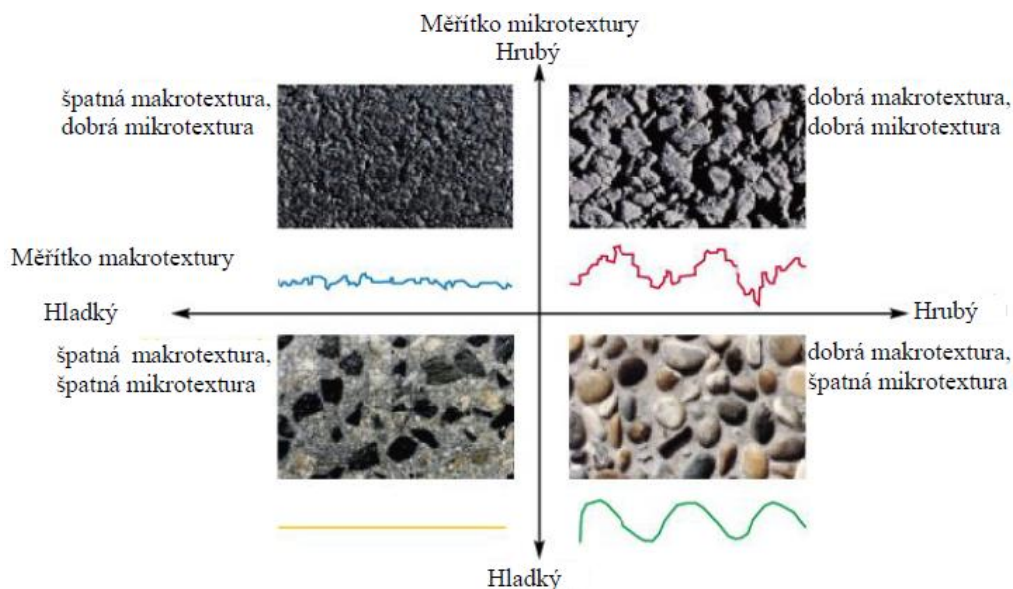 Měřítko mikrotextury
Hrubý
špatná makrotextura,
dobrá mikrotextura
dobrá makrotextura,
dobrá mikrotextura
Měřítko makrotextury
Hladký
Hrubý
špatná makrotextura,
špatná mikrotextura
dobrá makrotextura,
špatná mikrotextura
Hladký